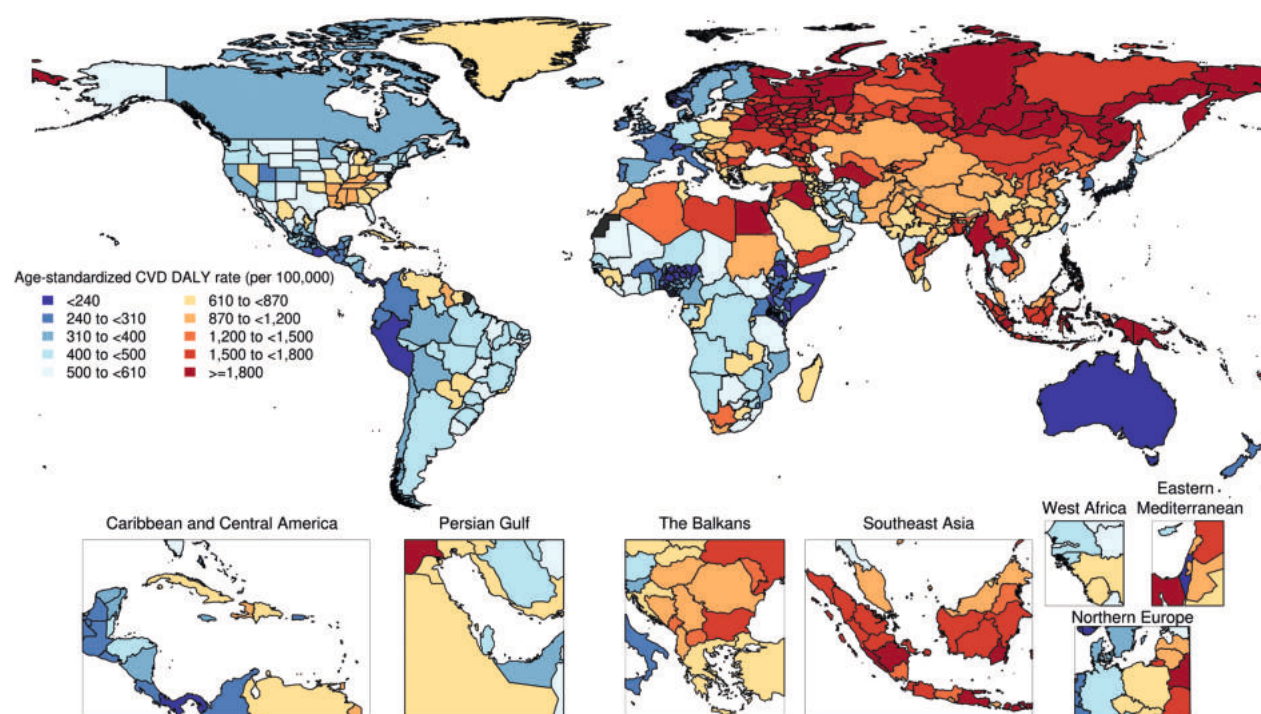 Age-standardized CVD DALY rate (per 100,000)
<240
240 to <310
310 to <400
400 to <500
500 to <610
610 to <870
870 to <1,200
1,200 to <1,500
1,500 to <1,800
>=1,800
Caribbean and Central America
Persian Gulf
The Balkans
Southeast Asia
West Africa
Eastern
Mediterranean
Northern Europe